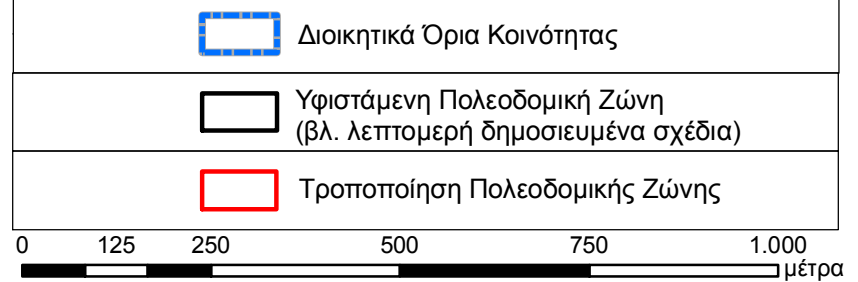 Διοικητικά Όρια Κοινότητας
Υφιστάμενη Πολεοδομική Ζώνη
(βλ. λεπτομερή δημοσιευμένα σχέδια)
Τροποποίηση Πολεοδομικής Ζώνης
0 125 250 500 750 1.000
μέτρα